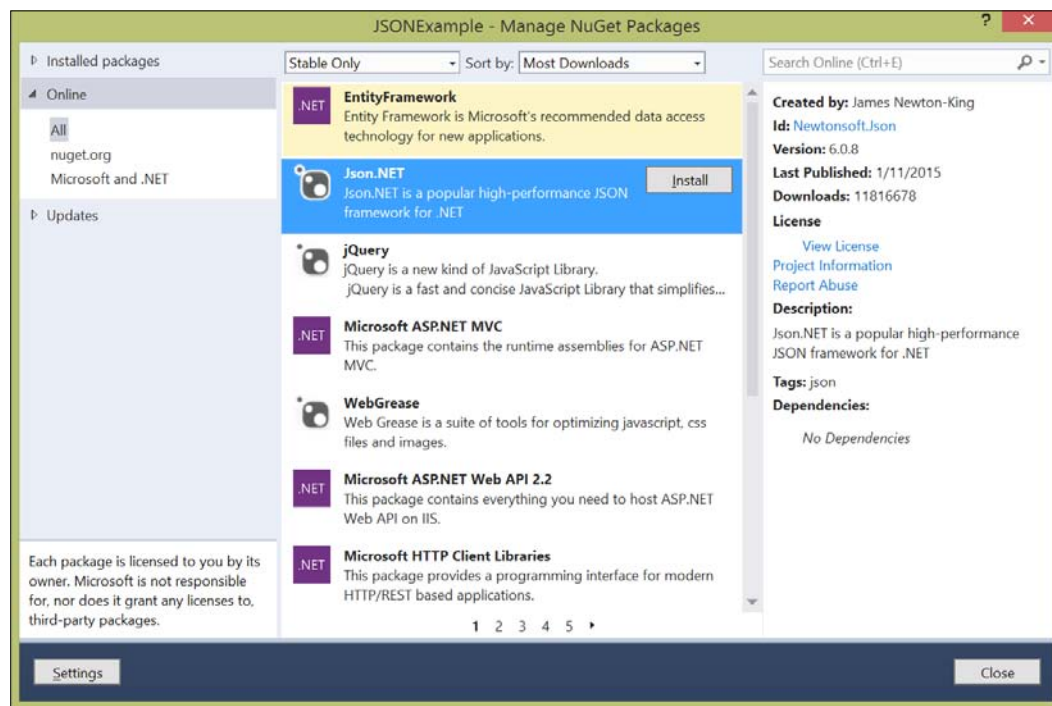 JSONExample - Manage NuGet Packages
?
Installed packages
Online
All
nuget.org
Microsoft and .NET
Updates
Each package is licensed to you by its
owner. Microsoft is not responsible
for, nor does it grant any licenses to,
third-party packages.
Stable Only
Sort by: Most Downloads
.NET
EntityFramework
Entity Framework is Microsoft's recommended data access
technology for new applications.
Json.NET
Json.NET is a popular high-performance JSON
framework for .NET
Install
jQuery
jQuery is a new kind of JavaScript Library.
jQuery is a fast and concise JavaScript Library that simplifies...
.NET
Microsoft ASP.NET MVC
This package contains the runtime assemblies for ASP.NET
MVC.
WebGrease
Web Grease is a suite of tools for optimizing javascript, css
files and images.
.NET
Microsoft ASP.NET Web API 2.2
This package contains everything you need to host ASP.NET
Web API on IIS.
.NET
Microsoft HTTP Client Libraries
This package provides a programming interface for modern
HTTP/REST based applications.
1 2 3 4 5
Search Online (Ctrl+E)
Created by: James Newton-King
Id: Newtonsoft.Json
Version: 6.0.8
Last Published: 1/11/2015
Downloads: 11816678
License
View License
Project Information
Report Abuse
Description:
Json.NET is a popular high-performance
JSON framework for .NET
Tags: json
Dependencies:
No Dependencies
Settings
Close